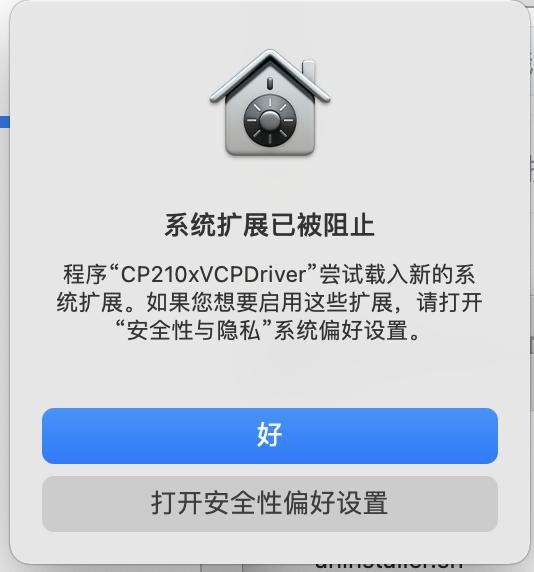 系统扩展已被阻止
程序“CP210xVCPDriver”尝试载入新的系
统扩展。如果您想要启用这些扩展，请打开
“安全性与隐私”系统偏好设置。
好
打开安全性偏好设置
uninstaller.sh